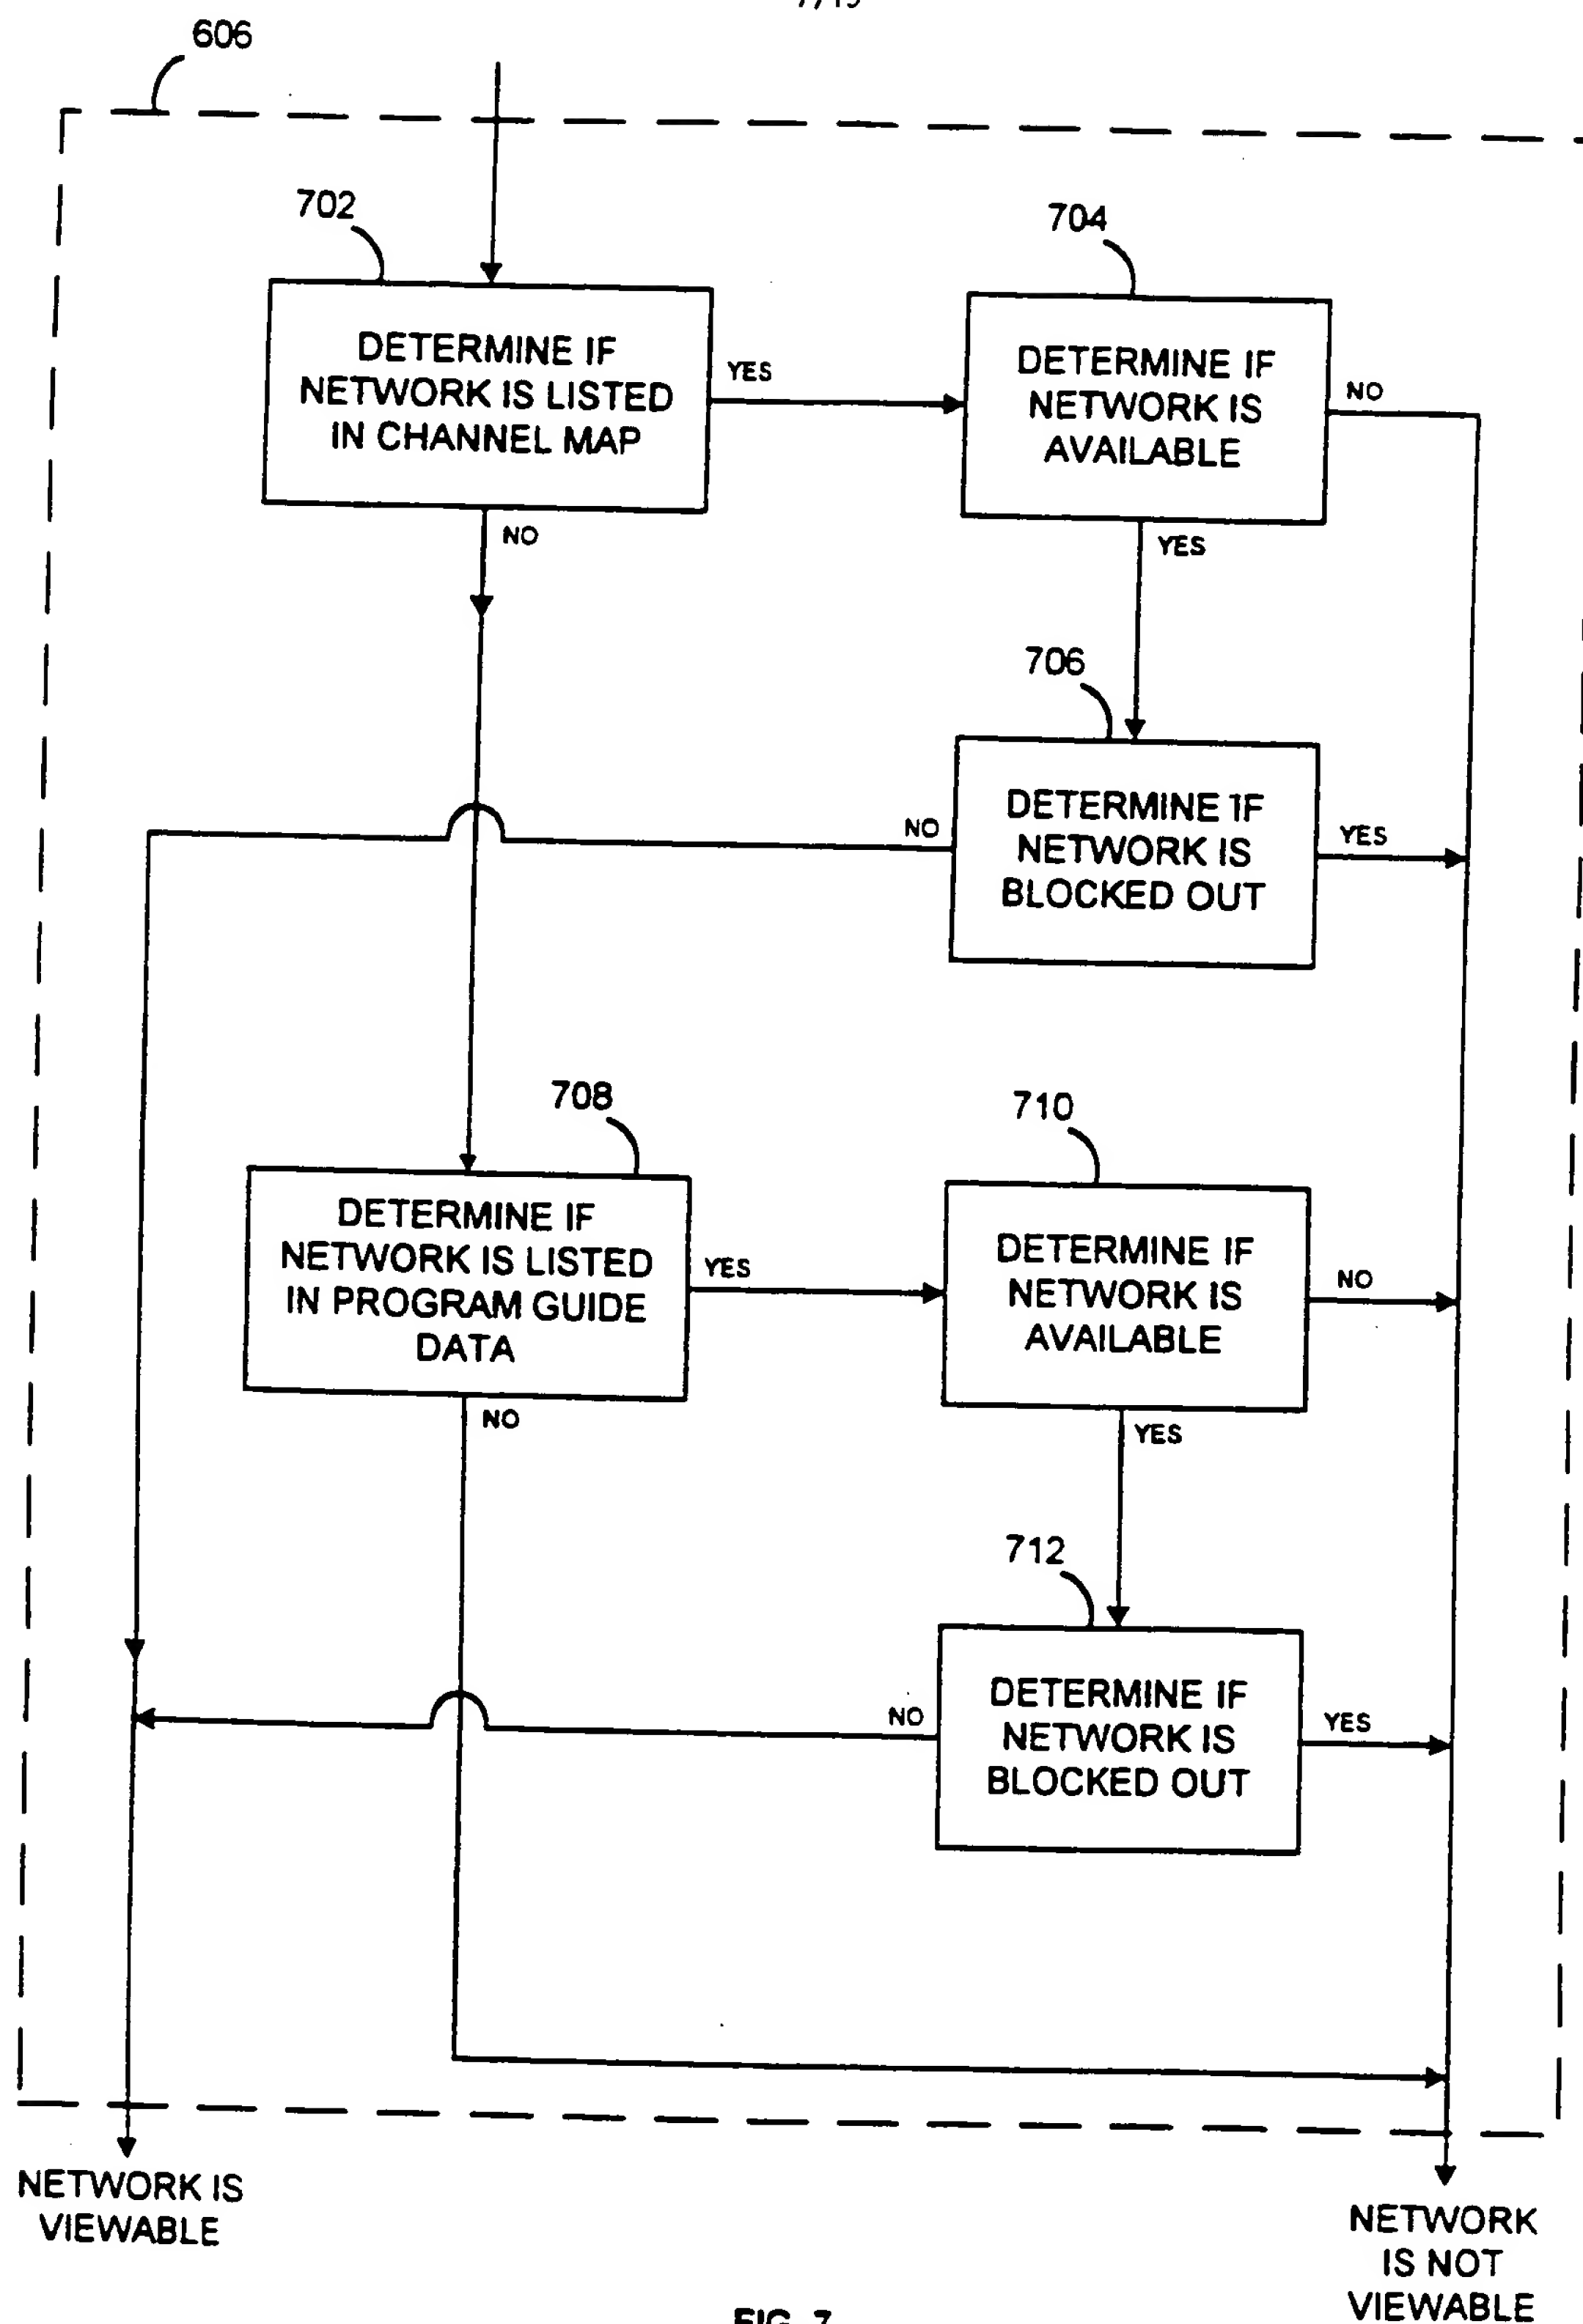 606
702
704
DETERMINE IF
NETWORK IS LISTED
IN CHANNEL MAP
YES
DETERMINE IF
NETWORK IS
AVAILABLE
NO
NO
YES
706
DETERMINE IF
NETWORK IS
BLOCKED OUT
NO
YES
708
710
DETERMINE IF
NETWORK IS LISTED
IN PROGRAM GUIDE
DATA
YES
DETERMINE IF
NETWORK IS
AVAILABLE
NO
NO
YES
712
DETERMINE IF
NETWORK IS
BLOCKED OUT
NO
YES
NETWORK IS
VIEWABLE
NETWORK
IS NOT
VIEWABLE
FIG. 7